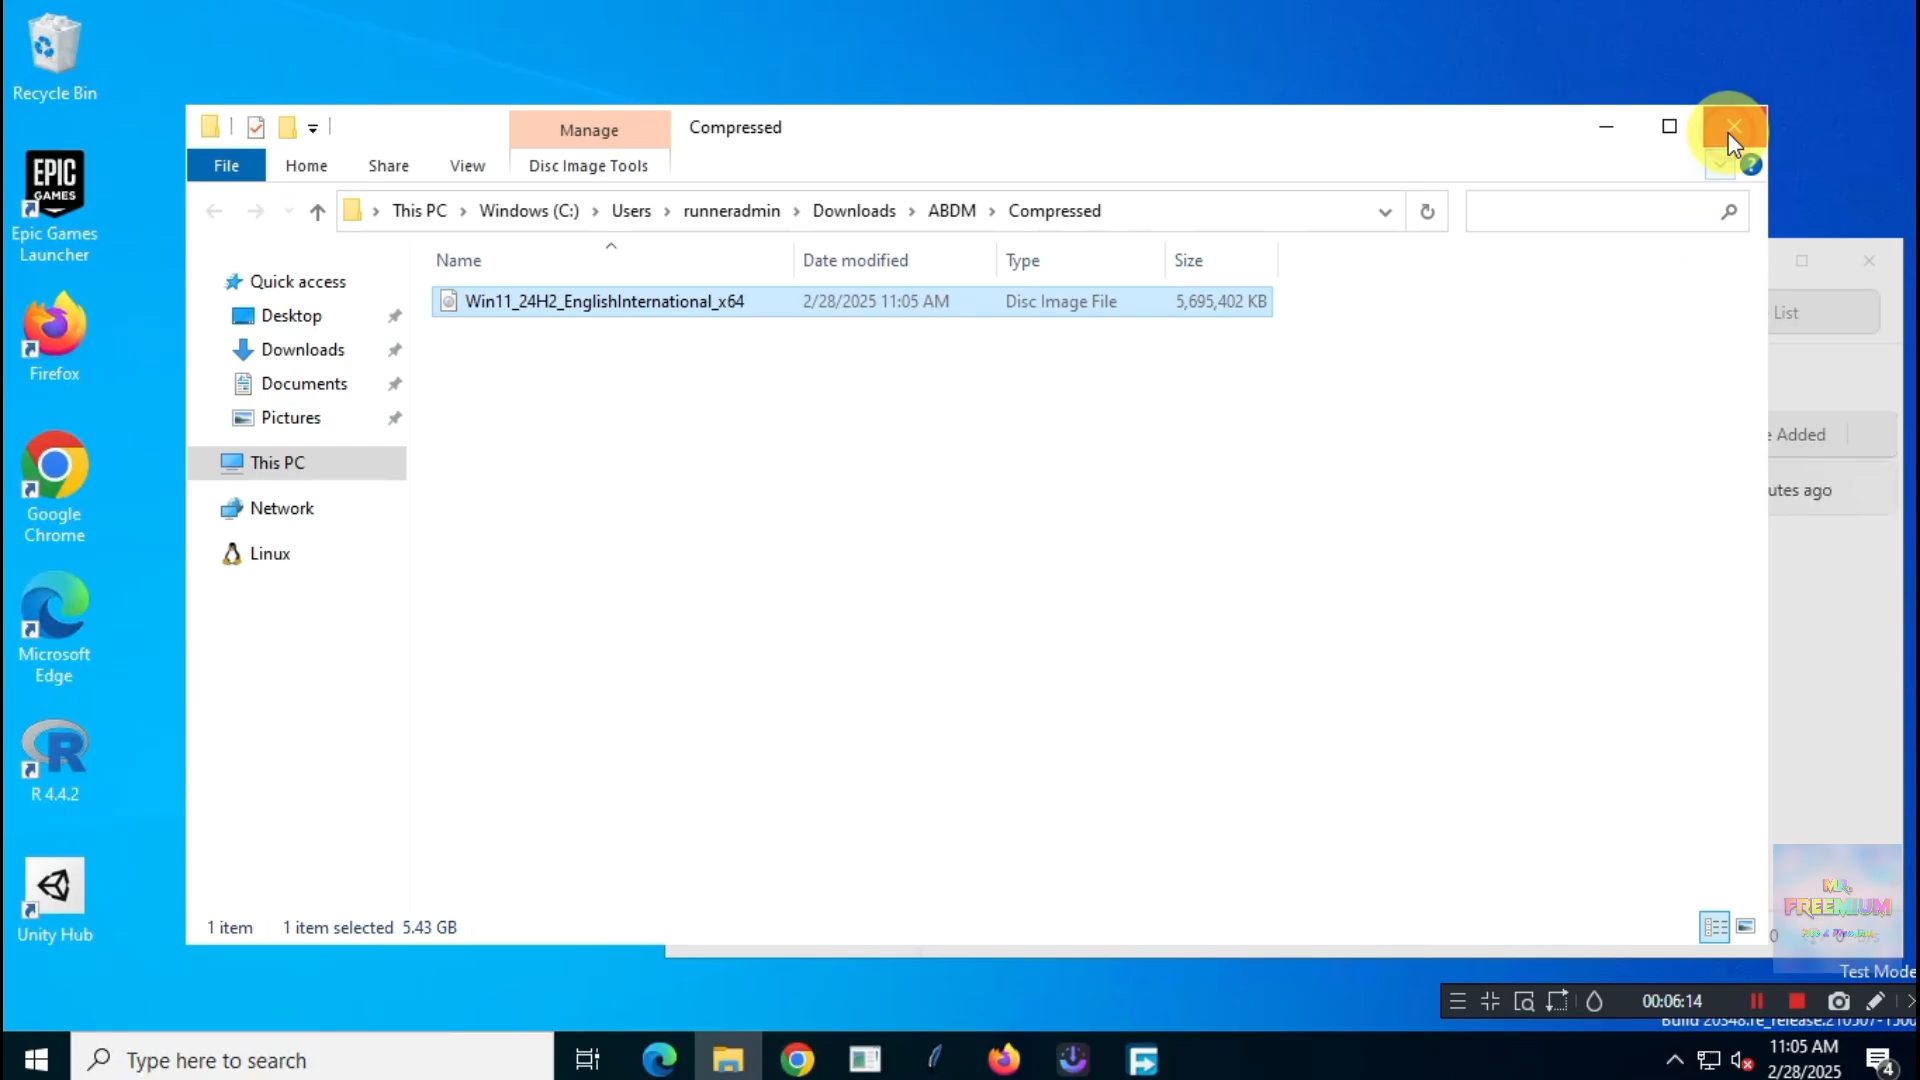 Recycle Bin
Epic Games
Launcher
Firefox
Google
Chrome
Microsoft
Edge
R 4.4.2
Unity Hub
EPIC
GAMES
Manage
Compressed
File
Home
Share
View
Disc Image Tools
This PC
Windows (C:)
Users
runneradmin
Downloads
ABDM
Compressed
Name
Date modified
Type
Size
Win11_24H2_EnglishInternational_x64
2/28/2025 11:05 AM
Disc Image File
5,695,402 KB
Quick access
Desktop
Downloads
Documents
Pictures
This PC
Network
Linux
1 item
1 item selected 5.43 GB
List
e Added
utes ago
MR.
FREEMIUM
Test Mode
00:06:14
Type here to search
11:05 AM
2/28/2025
4